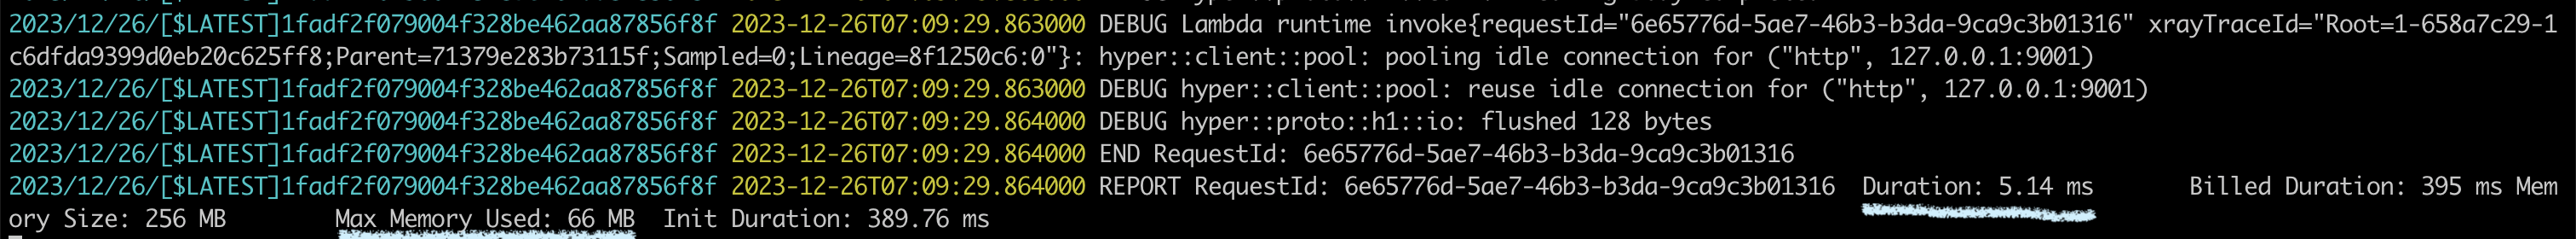 2023/12/26/[$LATEST]1fadf2f079004f328be462aa87856f8f 2023-12-26T07:09:29.863000 DEBUG Lambda runtime invoke{requestId="6e65776d-5ae7-46b3-b3da-9ca9c3b01316" xrayTraceId="Root=1-658a7c29-1
c6dfda9399d0eb20c625ff8;Parent=71379e283b73115f;Sampled=0;Lineage=8f1250c6:0"}: hyper::client::pool: pooling idle connection for ("http", 127.0.0.1:9001)
2023/12/26/[$LATEST]1fadf2f079004f328be462aa87856f8f 2023-12-26T07:09:29.863000 DEBUG hyper::client::pool: reuse idle connection for ("http", 127.0.0.1:9001)
2023/12/26/[$LATEST]1fadf2f079004f328be462aa87856f8f 2023-12-26T07:09:29.864000 DEBUG hyper::proto::h1::io: flushed 128 bytes
2023/12/26/[$LATEST]1fadf2f079004f328be462aa87856f8f 2023-12-26T07:09:29.864000 END RequestId: 6e65776d-5ae7-46b3-b3da-9ca9c3b01316
2023/12/26/[$LATEST]1fadf2f079004f328be462aa87856f8f 2023-12-26T07:09:29.864000 REPORT RequestId: 6e65776d-5ae7-46b3-b3da-9ca9c3b01316 Duration: 5.14 ms Billed Duration: 395 ms Mem
ory Size: 256 MB Max Memory Used: 66 MB Init Duration: 389.76 ms